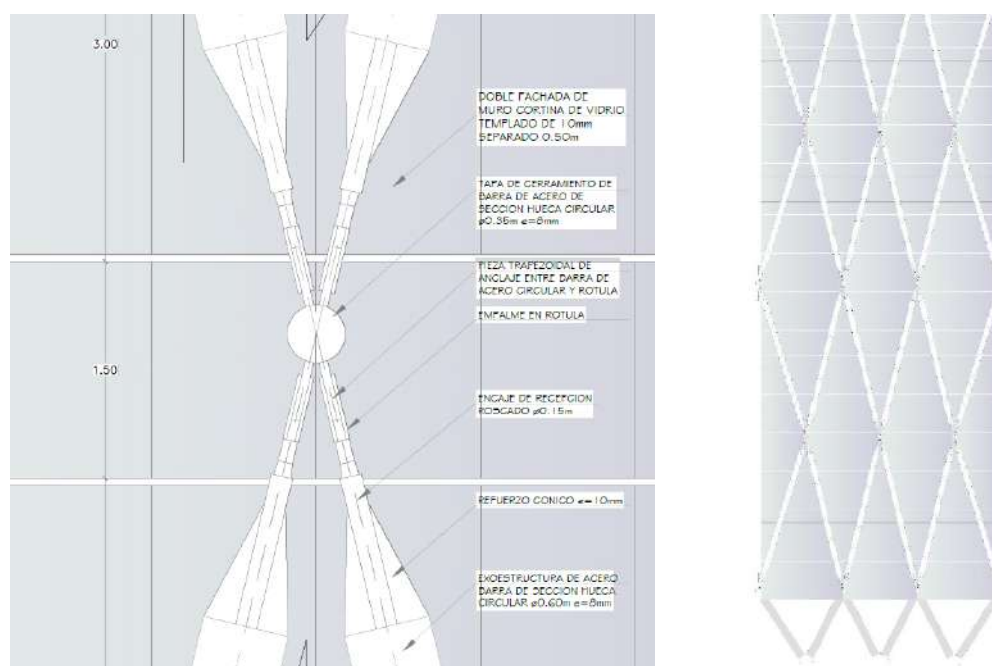 3.00
DOBLE FACHADA DE
MURO CORTINA DE VIDRIO
TEMPLADO DE 10mm
SEPARADO 0.50m
TAPA DE CERRAMIENTO DE
BARRA DE ACERO DE
SECCION HUECA CIRCULAR
ø0.35m e=8mm
PIEZA TRAPEZOIDAL DE
ANCLAJE ENTRE BARRA DE
ACERO CIRCULAR Y ROTULA
EMPALME EN ROTULA
1.50
ENCAJE DE RECEPCION
ROSCADO ø0.15m
REFUERZO CONICO e=10mm
EXOESTRUCTURA DE ACERO
BARRA DE SECCION HUECA
CIRCULAR ø0.60m e=8mm